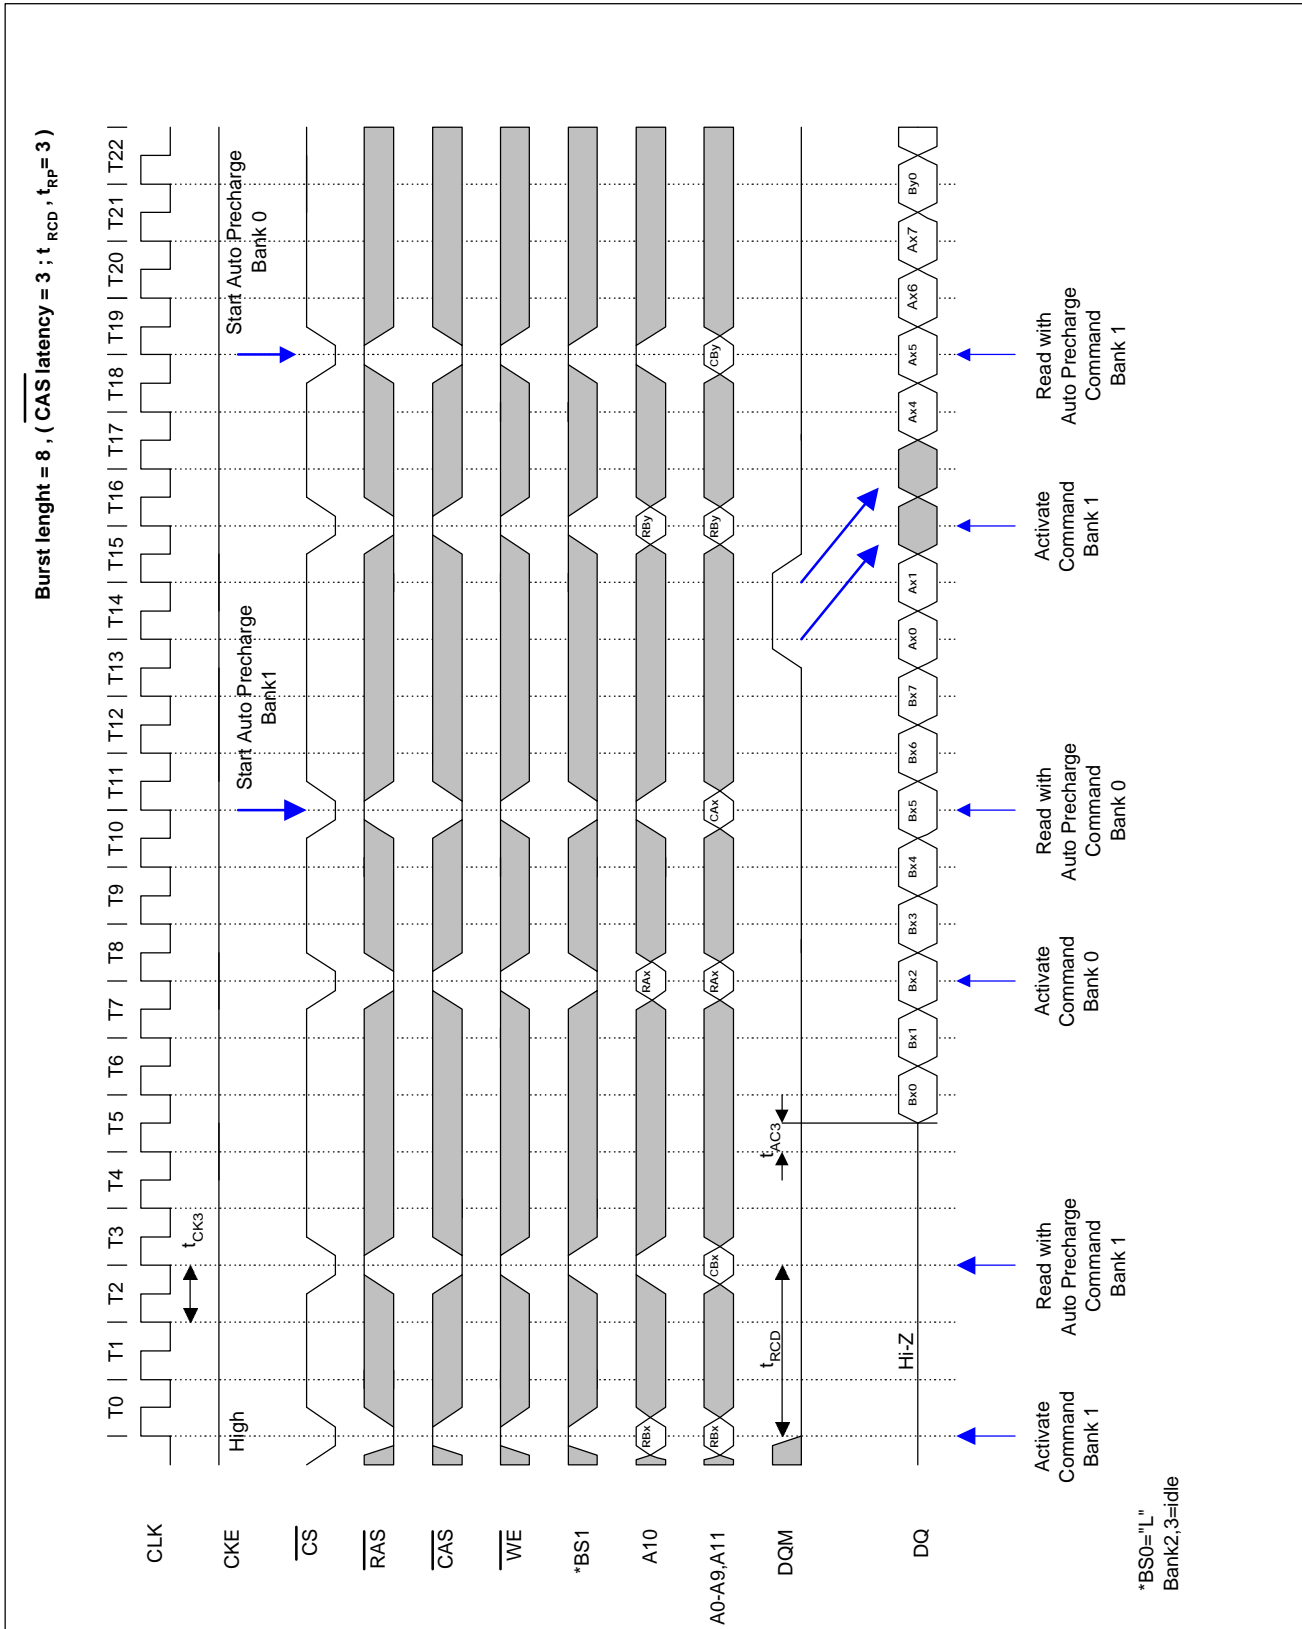 Burst lenght = 8 , ( CAS latency = 3 ; t RCD , tRP= 3 )
T0 T1 T2 T3 T4 T5 T6 T7 T8 T9 T10 T11 T12 T13 T14 T15 T16 T17 T18 T19 T20 T21 T22
CLK
tCK3
CKE
High
Start Auto Precharge
Bank1
Start Auto Precharge
Bank 0
CS
RAS
CAS
WE
*BS1
A10
RBx RAx RBy
A0-A9,A11
RBx CBx RAx CAx RBy CBy
DQM
tRCD
tAC3
DQ
Hi-Z
Bx0 Bx1 Bx2 Bx3 Bx4 Bx5 Bx6 Bx7 Ax0 Ax1 Ax4 Ax5 Ax6 Ax7 By0
Activate
Command
Bank 1
Read with
Auto Precharge
Command
Bank 1
Activate
Command
Bank 0
Read with
Auto Precharge
Command
Bank 0
Activate
Command
Bank 1
Read with
Auto Precharge
Command
Bank 1
*BS0="L"
Bank2,3=idle